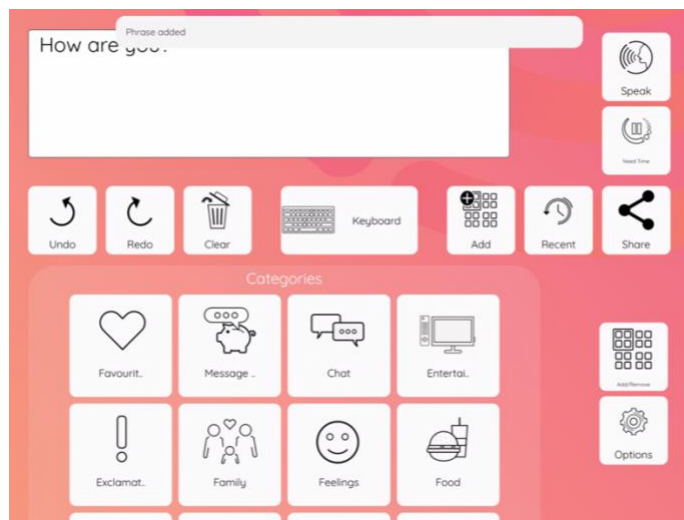 Phrase added
How are you?
Speak
Need Time
Undo
Redo
Clear
Keyboard
Add
Recent
Share
Categories
Favourit..
Message ..
Chat
Entertai..
Add/Remove
Exclamat..
Family
Feelings
Food
Options